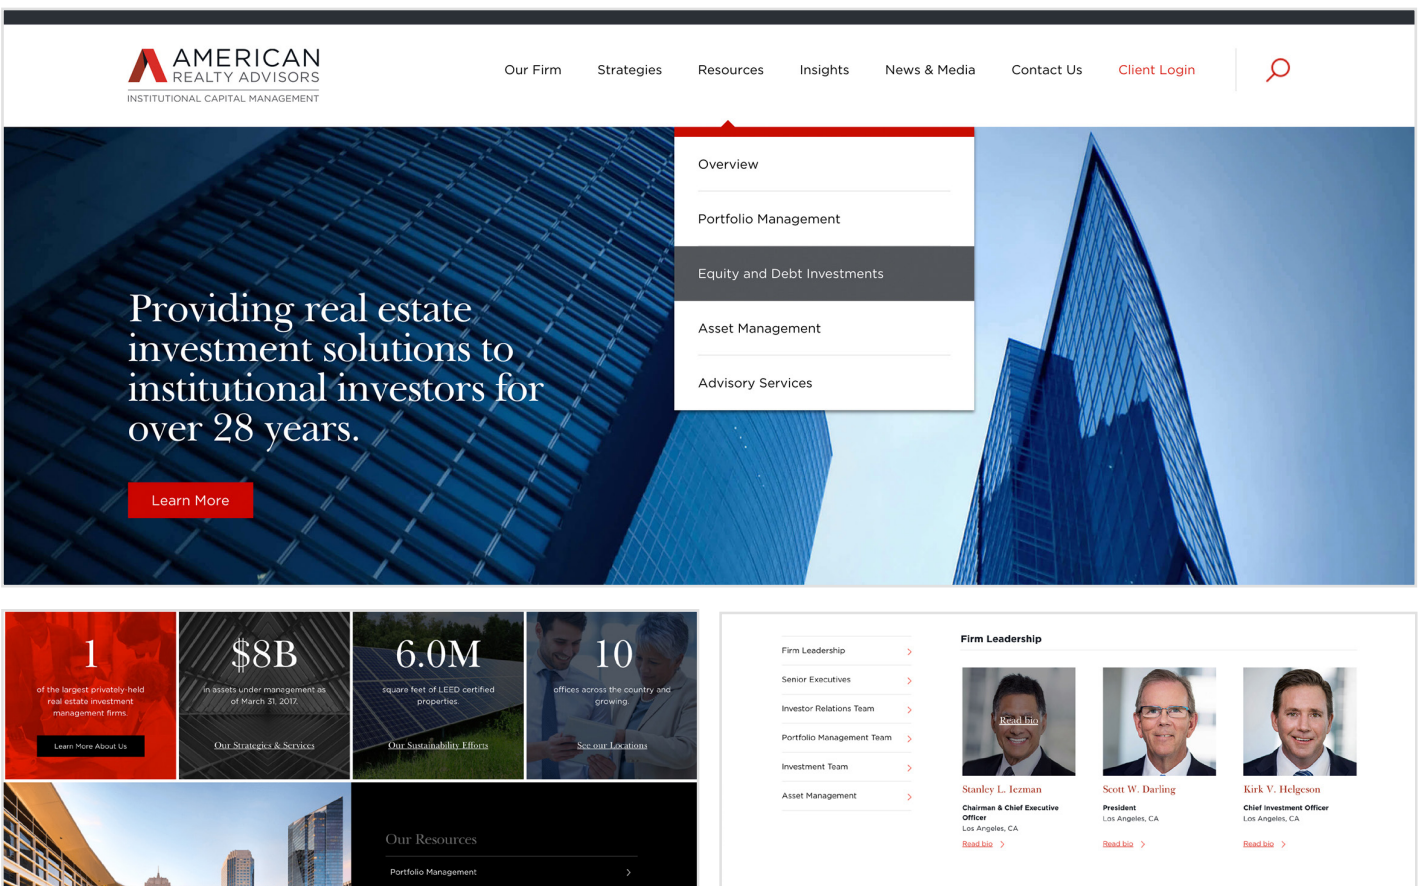 AMERICAN
REALTY ADVISORS
INSTITUTIONAL CAPITAL MANAGEMENT
Our Firm
Strategies
Resources
Insights
News & Media
Contact Us
Client Login
Overview
Portfolio Management
Equity and Debt Investments
Asset Management
Advisory Services
Providing real estate
investment solutions to
institutional investors for
over 28 years.
Learn More
1
of the largest privately-held
real estate investment
management firms.
Learn More About Us
$8B
in assets under management as
of March 31, 2017.
Our Strategies & Services
6.0M
square feet of LEED certified
properties.
Our Sustainability Efforts
10
offices across the country and
growing.
See our Locations
Our Resources
Portfolio Management
Firm Leadership
Senior Executives
Investor Relations Team
Portfolio Management Team
Investment Team
Asset Management
Firm Leadership
Read bio
Stanley L. Iezman
Chairman & Chief Executive
Officer
Los Angeles, CA
Read bio
Scott W. Darling
President
Los Angeles, CA
Read bio
Kirk V. Helgeson
Chief Investment Officer
Los Angeles, CA
Read bio